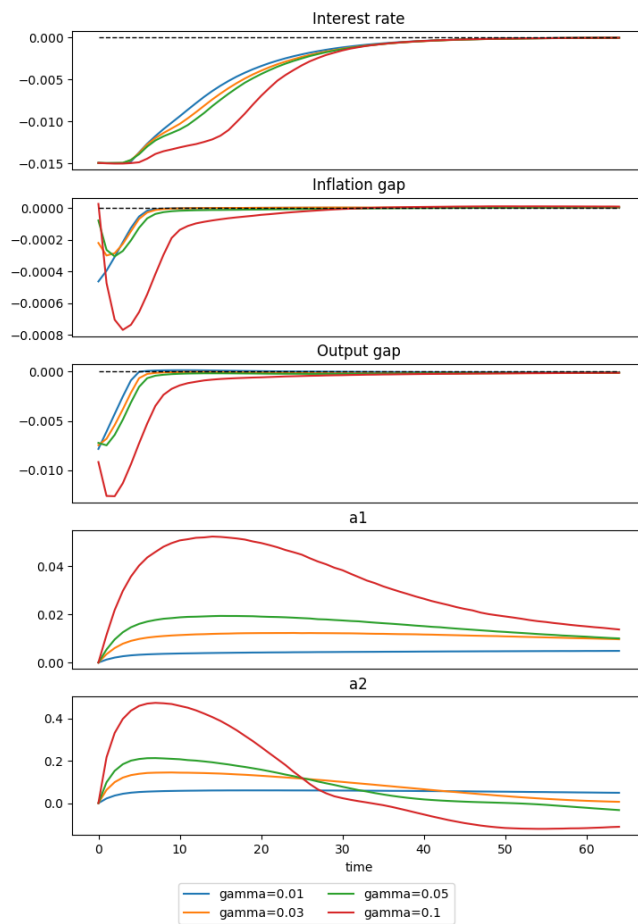 Interest rate
0.000
−0.005
−0.010
−0.015
Inflation gap
0.0000
−0.0002
−0.0004
−0.0006
−0.0008
Output gap
0.000
−0.005
−0.010
a1
0.04
0.02
0.00
a2
0.4
0.2
0.0
0 10 20 30 40 50 60
time
gamma=0.01 gamma=0.05
gamma=0.03 gamma=0.1